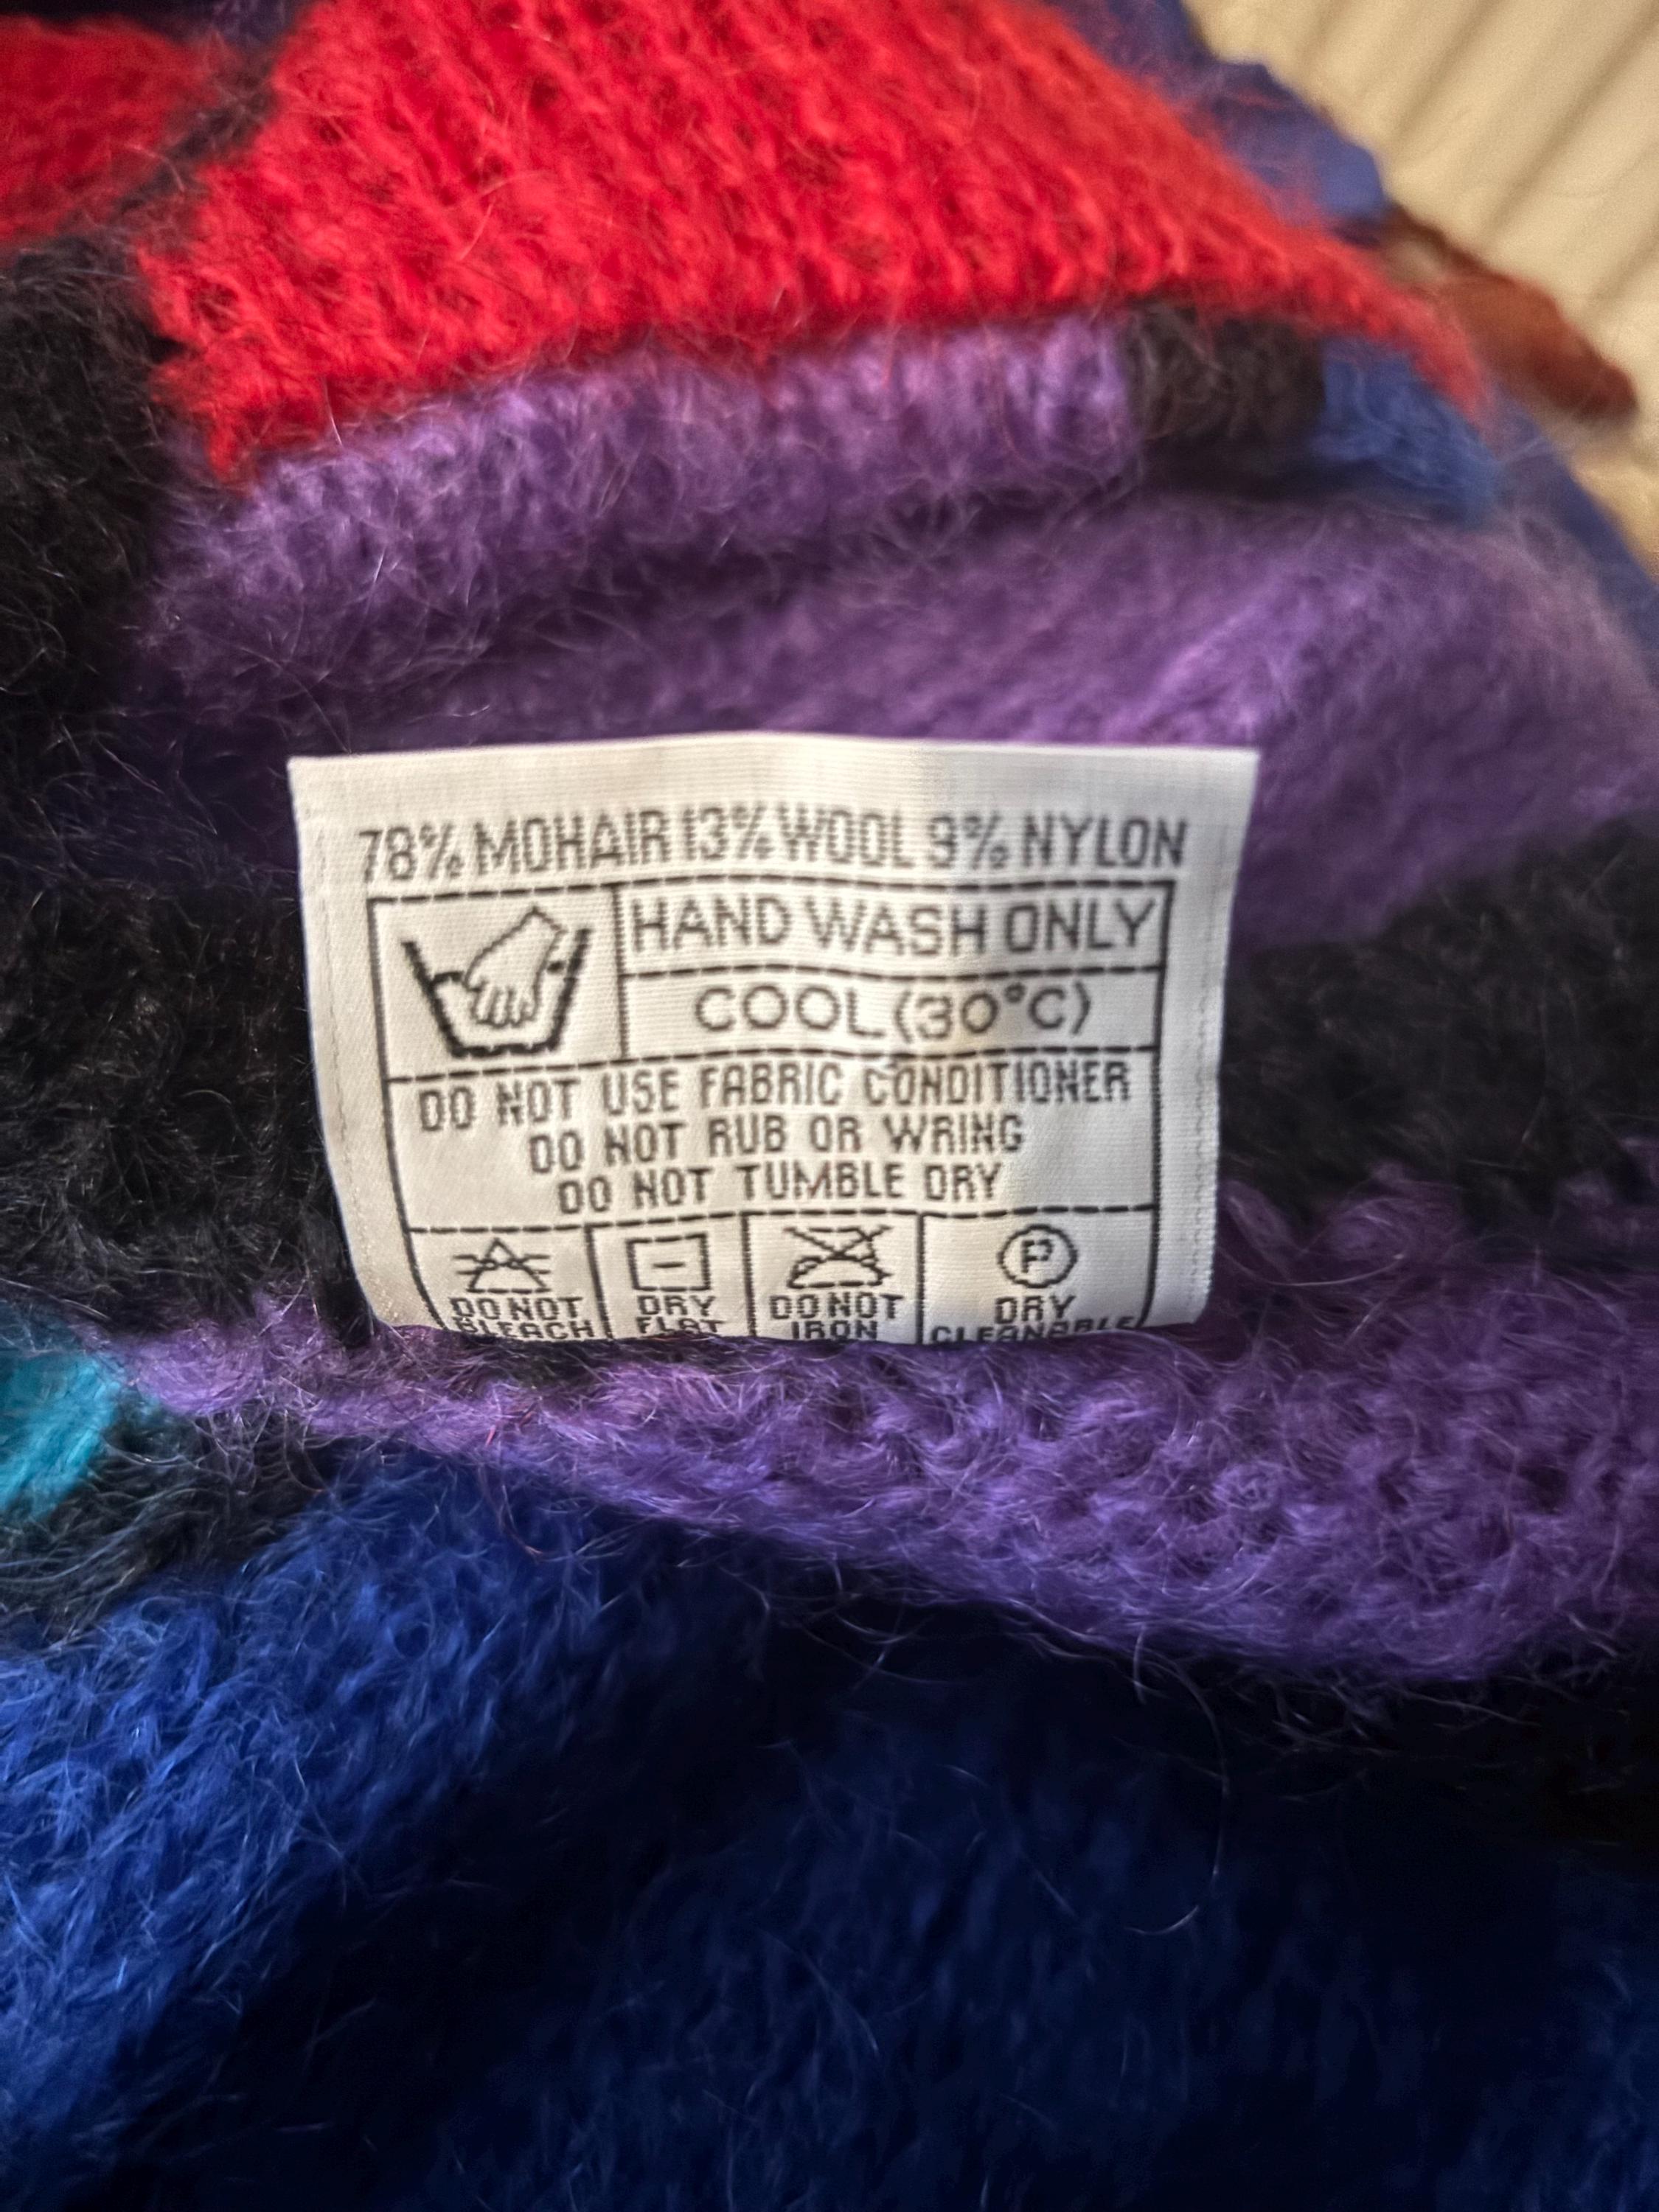 78% MOHAIR 13% WOOL 9% NYLON
HAND WASH ONLY
COOL (30°C)
DO NOT USE FABRIC CONDITIONER
DO NOT RUB OR WRING
DO NOT TUMBLE DRY
DO NOT BLEACH
DRY FLAT
DO NOT IRON
P
DRY CLEANABLE